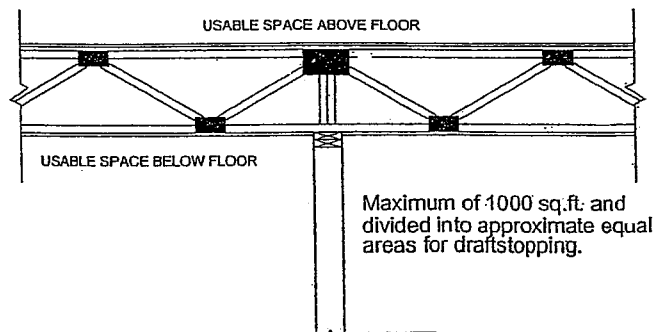 USABLE SPACE ABOVE FLOOR
USABLE SPACE BELOW FLOOR
Maximum of 1000 sq.ft. and
divided into approximate equal
areas for draftstopping.